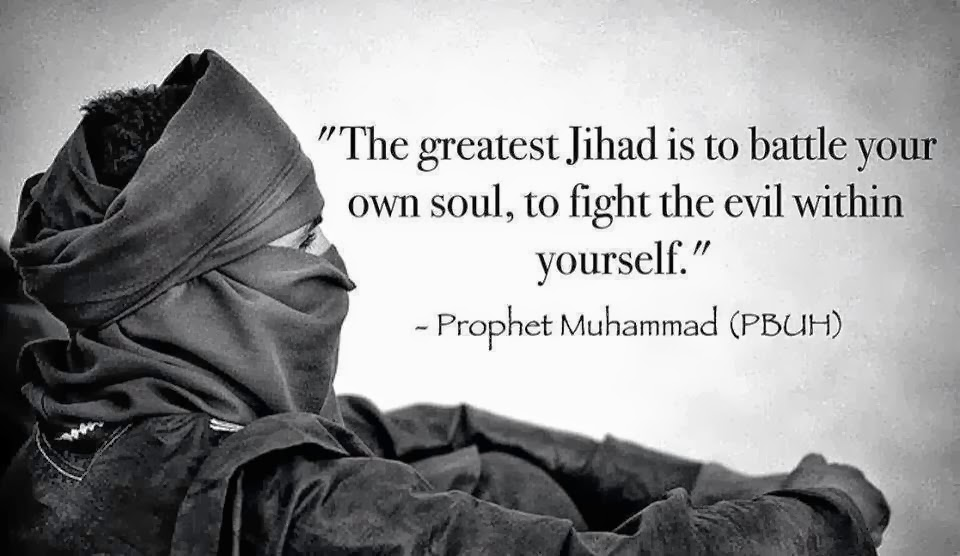 "The greatest Jihad is to battle your
own soul, to fight the evil within
yourself."
- Prophet Muhammad (PBUH)